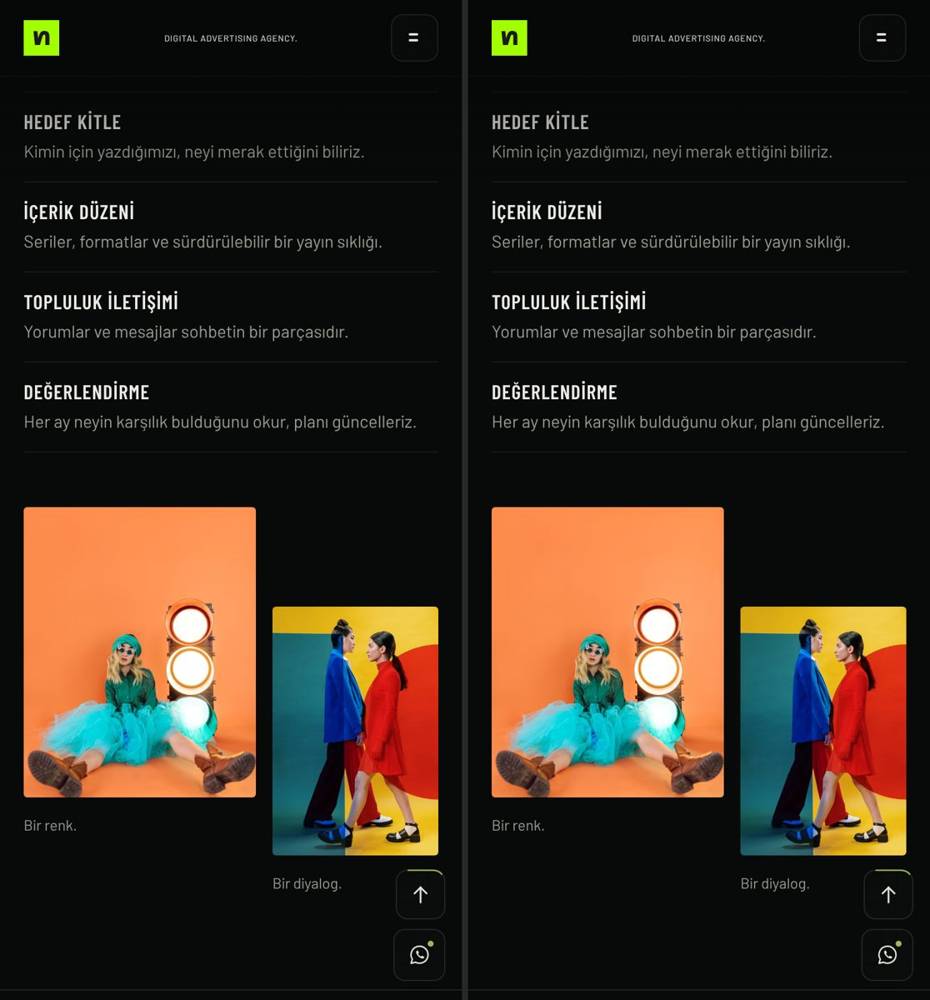 n
DIGITAL ADVERTISING AGENCY.
HEDEF KİTLE
Kimin için yazdığımızı, neyi merak ettiğini biliriz.
İÇERİK DÜZENİ
Seriler, formatlar ve sürdürülebilir bir yayın sıklığı.
TOPLULUK İLETİŞİMİ
Yorumlar ve mesajlar sohbetin bir parçasıdır.
DEĞERLENDİRME
Her ay neyin karşılık bulduğunu okur, planı güncelleriz.
Bir renk.
Bir diyalog.
n
DIGITAL ADVERTISING AGENCY.
HEDEF KİTLE
Kimin için yazdığımızı, neyi merak ettiğini biliriz.
İÇERİK DÜZENİ
Seriler, formatlar ve sürdürülebilir bir yayın sıklığı.
TOPLULUK İLETİŞİMİ
Yorumlar ve mesajlar sohbetin bir parçasıdır.
DEĞERLENDİRME
Her ay neyin karşılık bulduğunu okur, planı güncelleriz.
Bir renk.
Bir diyalog.